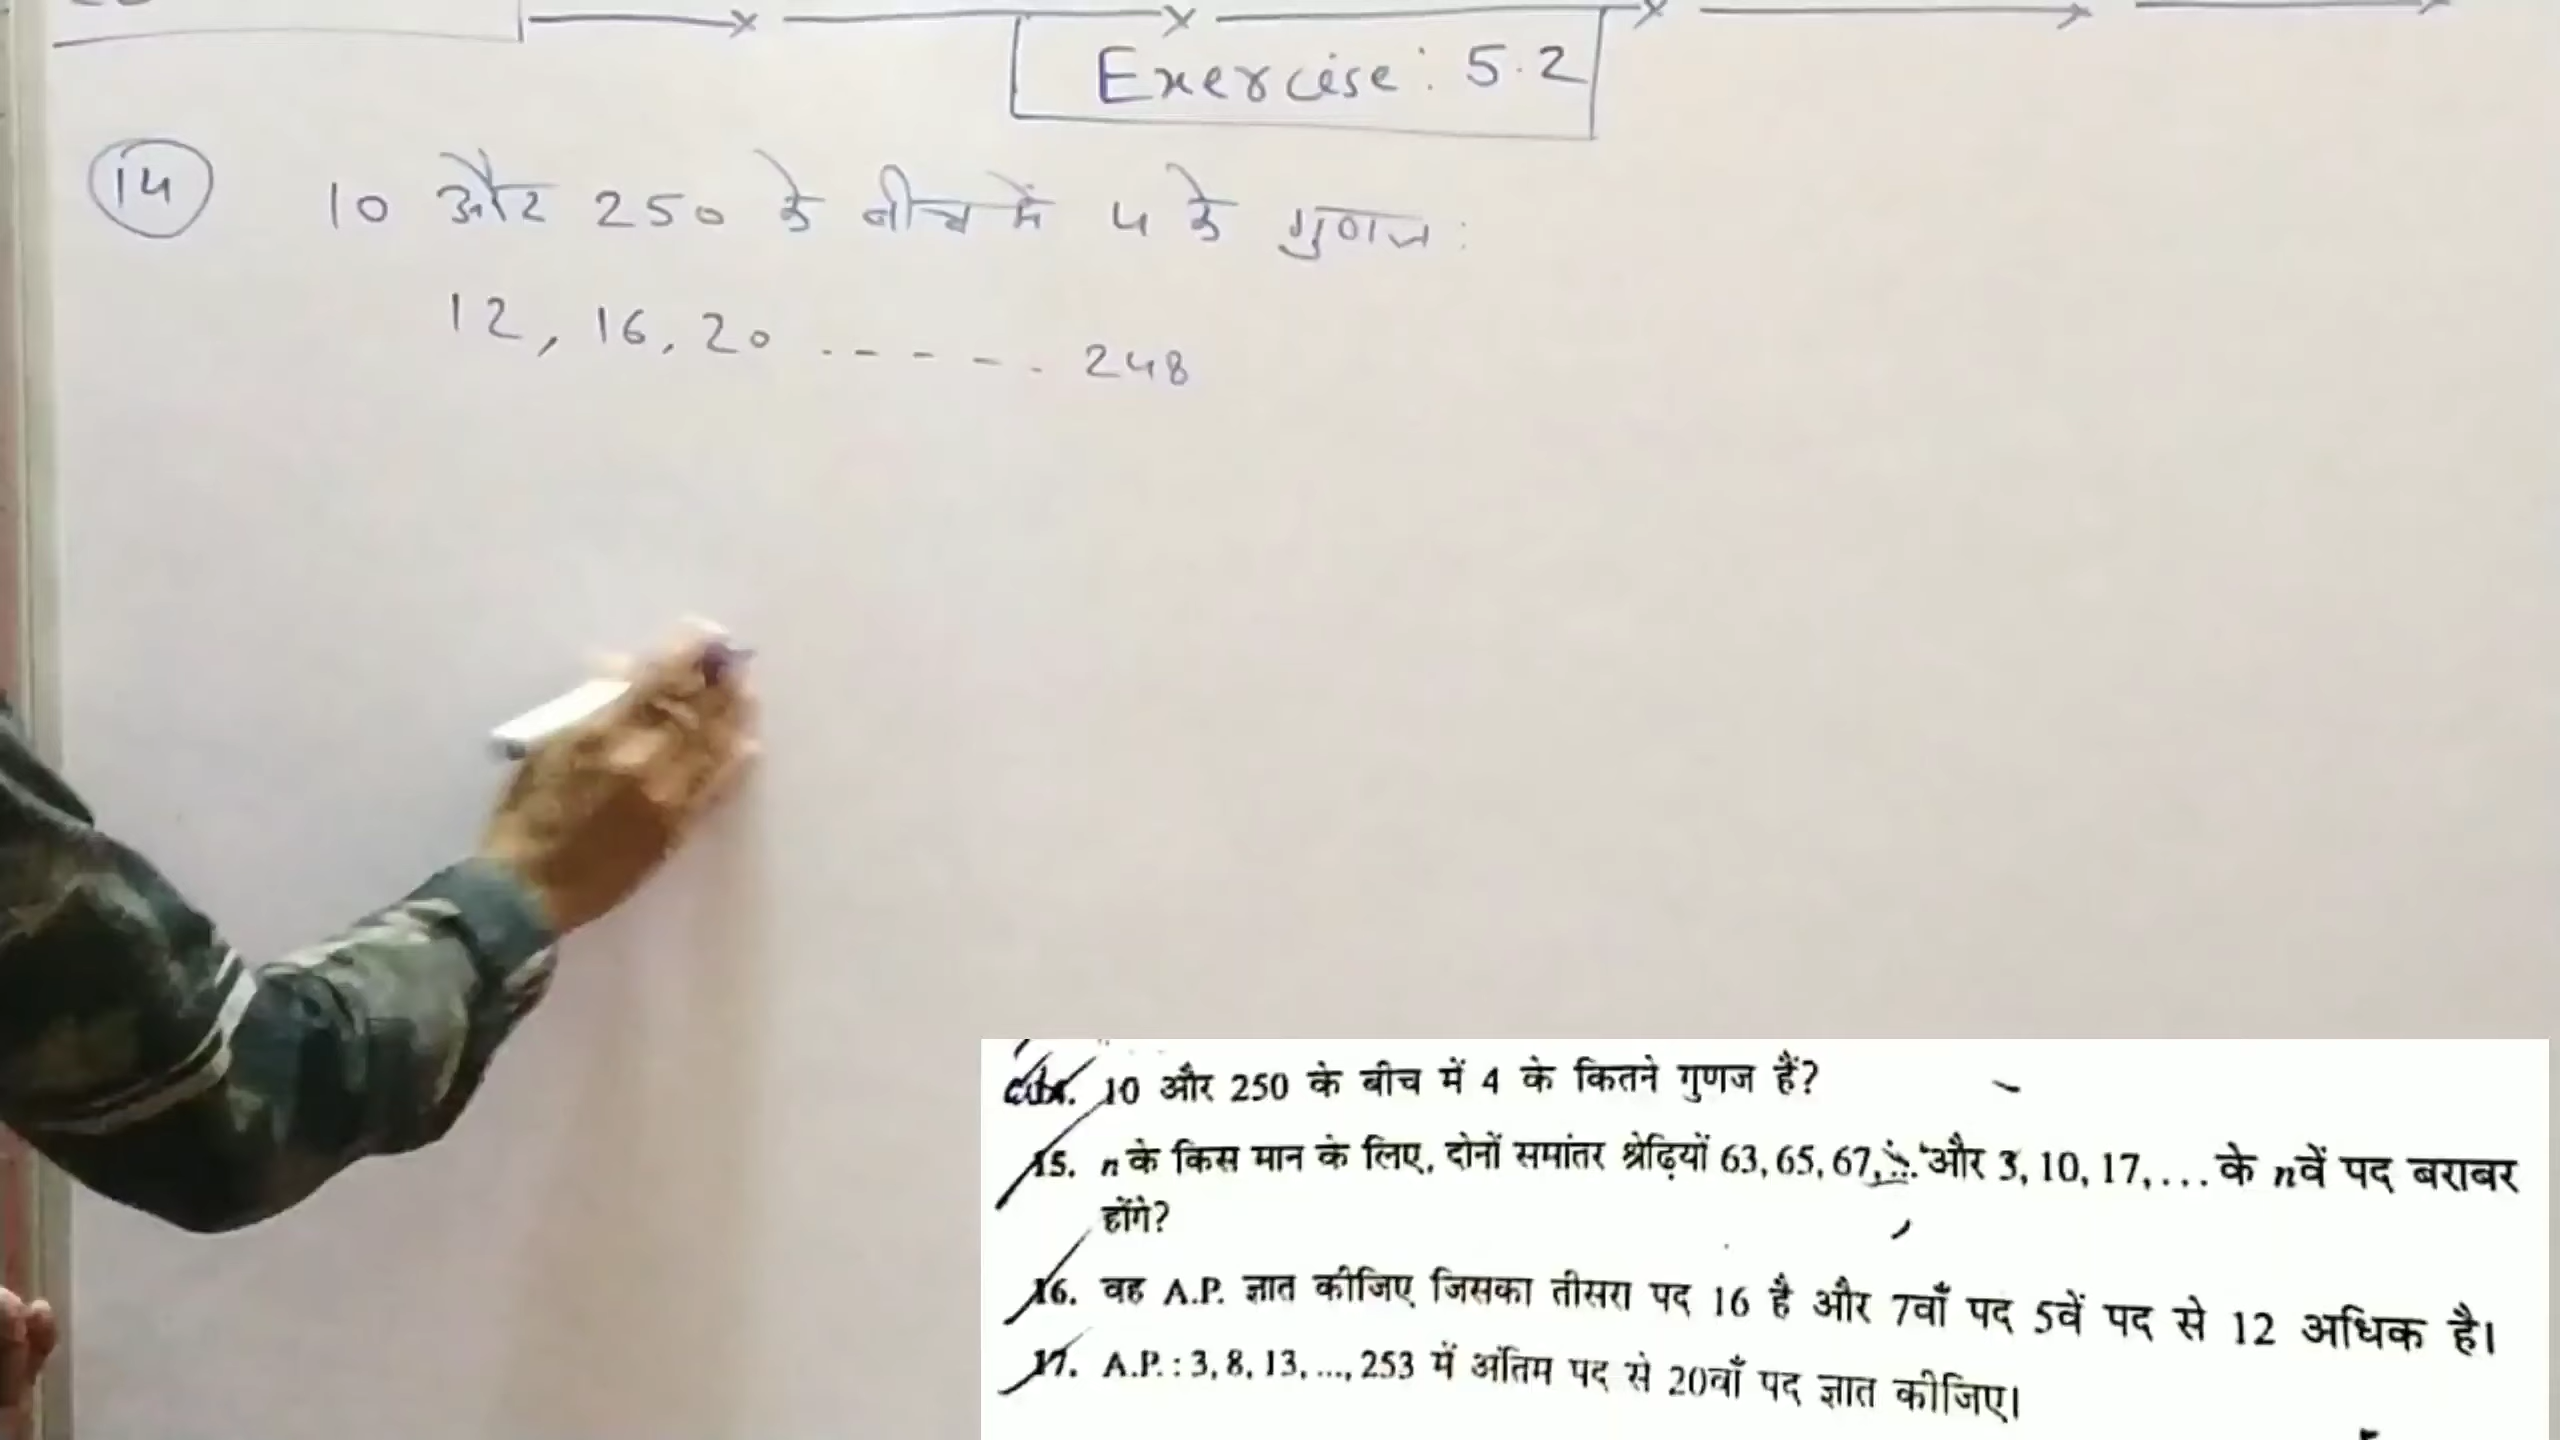 Exercise: 5.2
14 10 और 250 के बीच में 4 के गुणज :
12, 16, 20 ----- 248
10 और 250 के बीच में 4 के कितने गुणज हैं?
15. n के किस मान के लिए, दोनों समांतर श्रेढ़ियों 63, 65, 67,... और 3, 10, 17,... के nवें पद बराबर
होंगे?
16. वह A.P. ज्ञात कीजिए जिसका तीसरा पद 16 है और 7वाँ पद 5वें पद से 12 अधिक है।
17. A.P. : 3, 8, 13, ..., 253 में अंतिम पद से 20वाँ पद ज्ञात कीजिए।